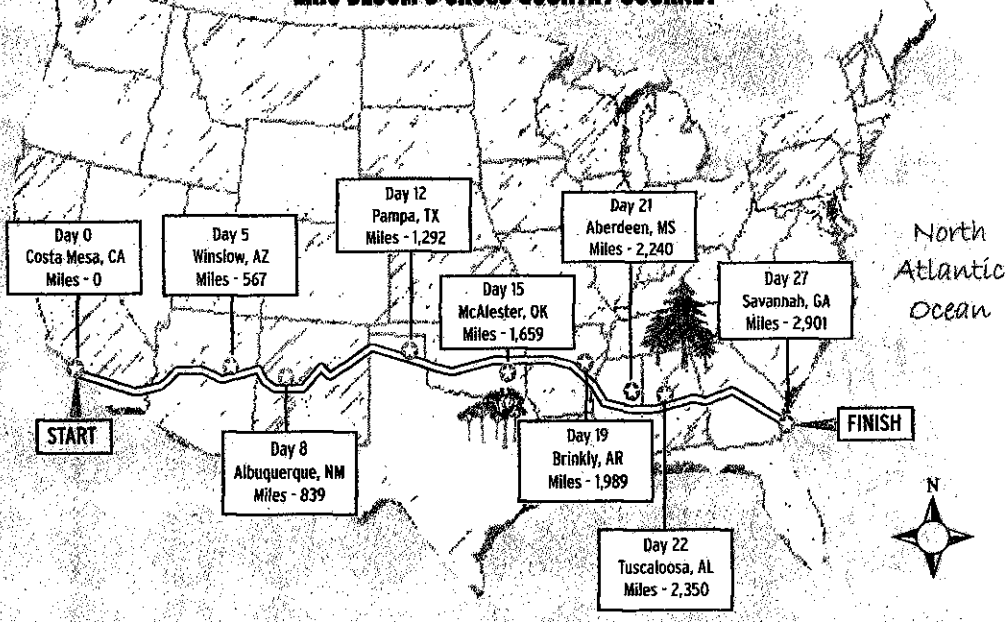 CROSS COUNTRY JOURNEY
Day 0
Costa Mesa, CA
Miles - 0
Day 5
Winslow, AZ
Miles - 567
Day 12
Pampa, TX
Miles - 1,292
Day 15
McAlester, OK
Miles - 1,659
Day 21
Aberdeen, MS
Miles - 2,240
Day 27
Savannah, GA
Miles - 2,901
North
Atlantic
Ocean
START
FINISH
Day 8
Albuquerque, NM
Miles - 839
Day 19
Brinkly, AR
Miles - 1,989
Day 22
Tuscaloosa, AL
Miles - 2,350
N